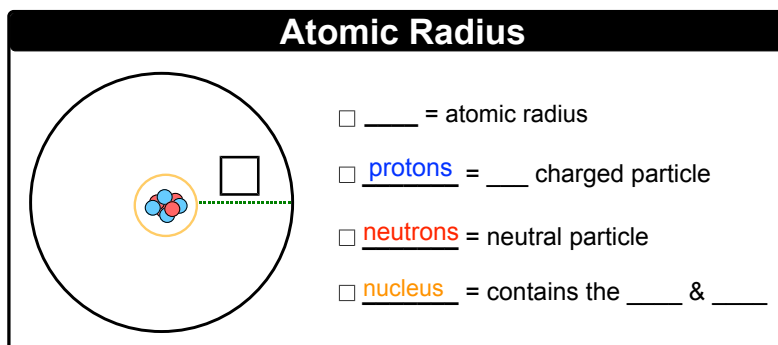 Atomic Radius
☐ ____ = atomic radius
☐ protons = ___ charged particle
☐ neutrons = neutral particle
☐ nucleus = contains the ____ & ____